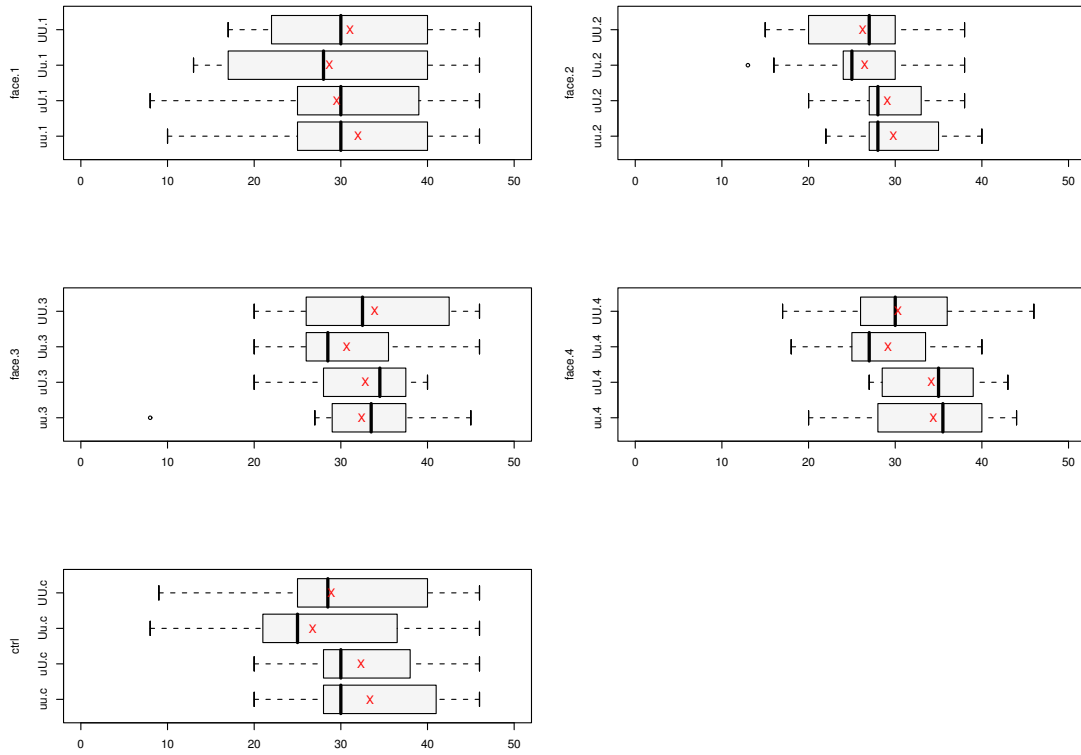 face.1
UU.1
Uu.1
uU.1
uu.1
X
X
X
X
0 10 20 30 40 50
face.2
UU.2
Uu.2
uU.2
uu.2
X
X
X
X
0 10 20 30 40 50
face.3
UU.3
Uu.3
uU.3
uu.3
X
X
X
X
0 10 20 30 40 50
face.4
UU.4
Uu.4
uU.4
uu.4
X
X
X
X
0 10 20 30 40 50
ctrl
UU.c
Uu.c
uU.c
uu.c
X
X
X
X
0 10 20 30 40 50